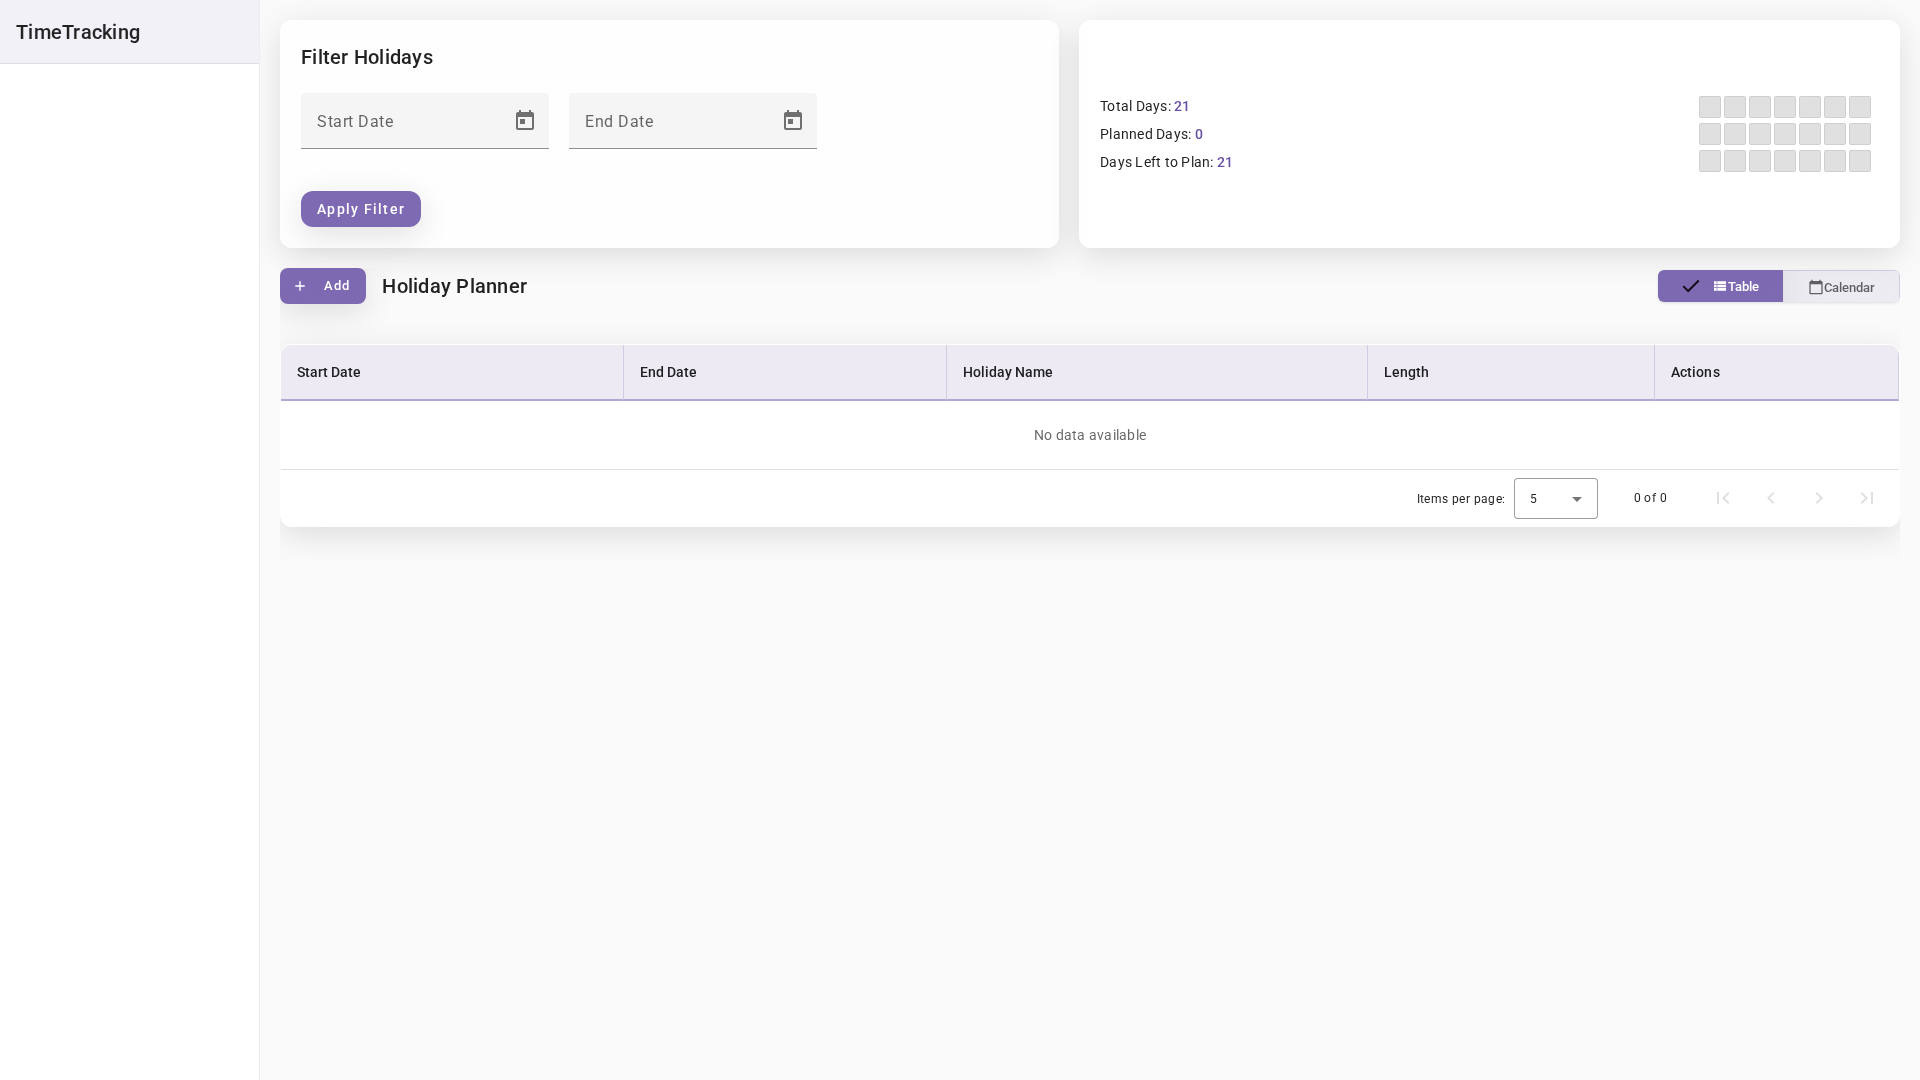 TimeTracking
Filter Holidays
Start Date
End Date
Apply Filter
Total Days: 21
Planned Days: 0
Days Left to Plan: 21
Add
Holiday Planner
Table
Calendar
Start Date
End Date
Holiday Name
Length
Actions
No data available
Items per page:
5
0 of 0